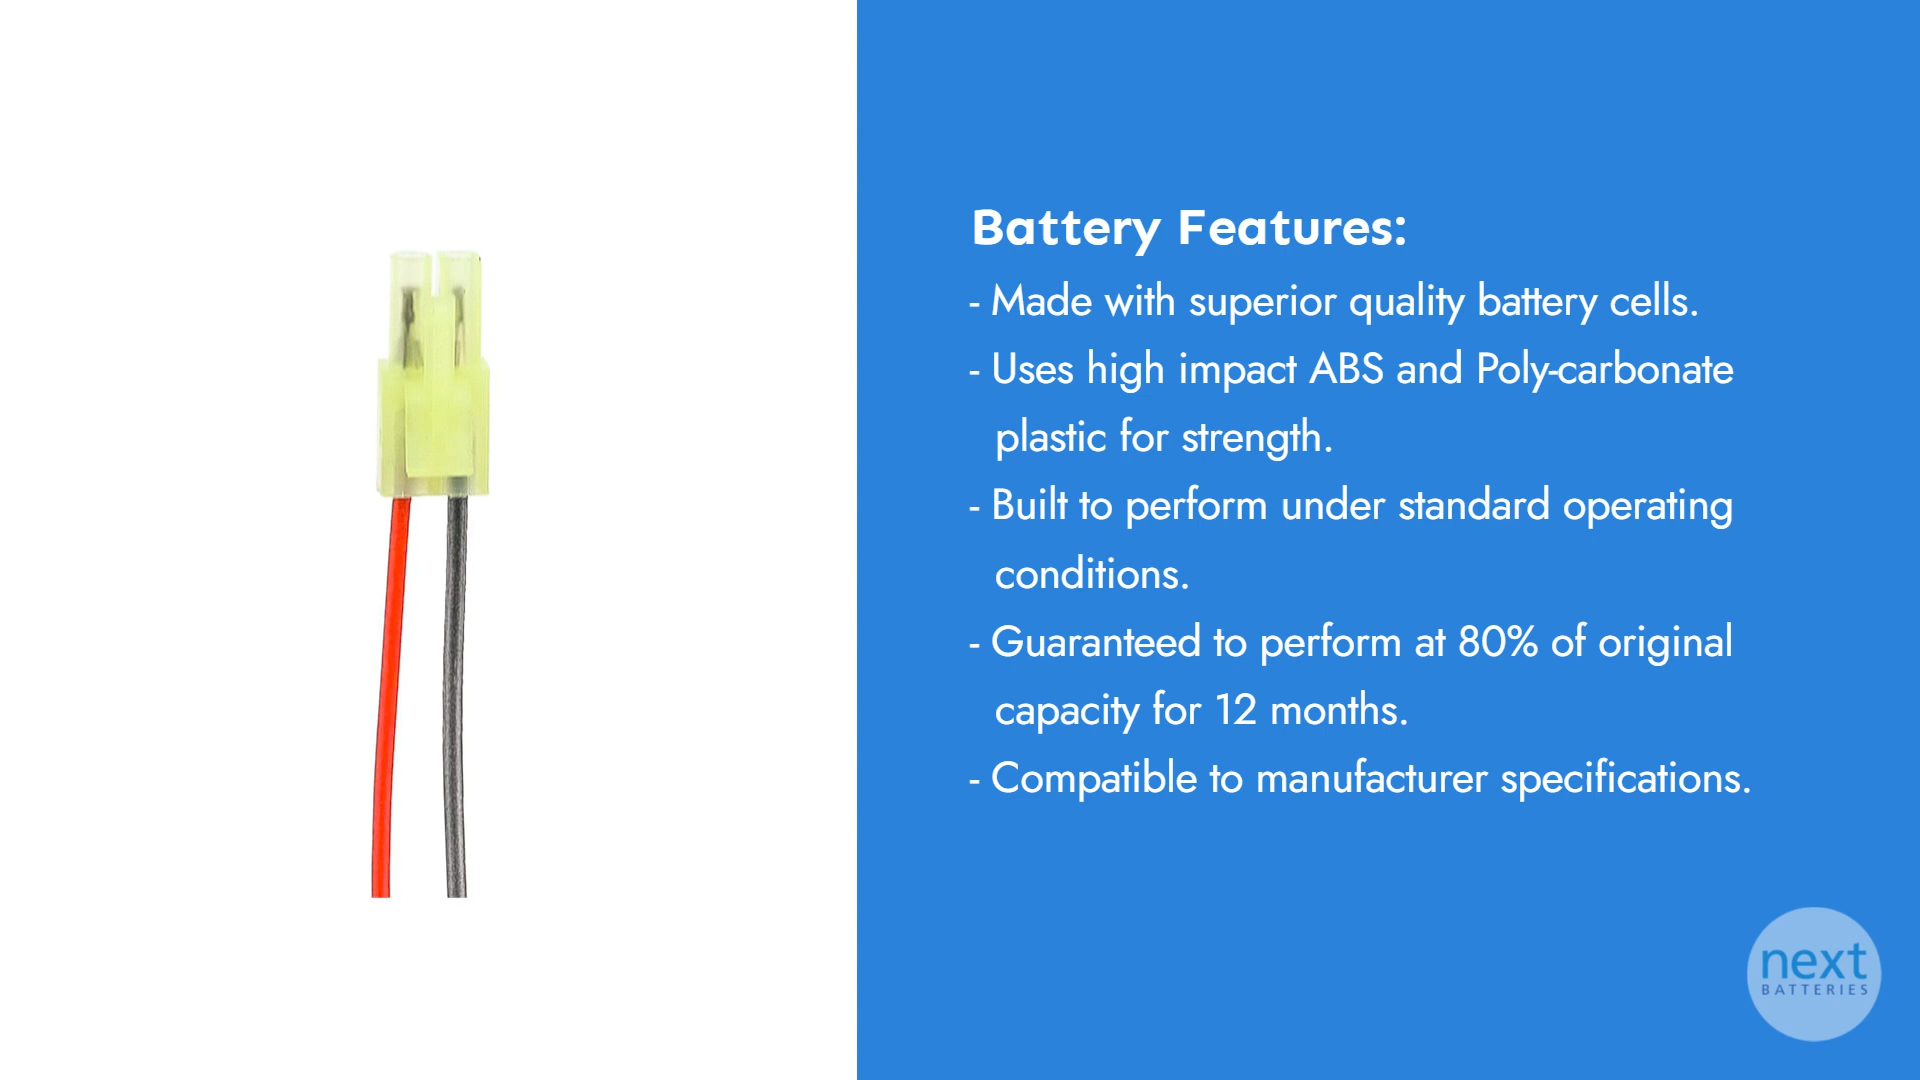 Battery Features:
- Made with superior quality battery cells.
- Uses high impact ABS and Poly-carbonate
plastic for strength.
- Built to perform under standard operating
conditions.
- Guaranteed to perform at 80% of original
capacity for 12 months.
- Compatible to manufacturer specifications.
next
BATTERIES